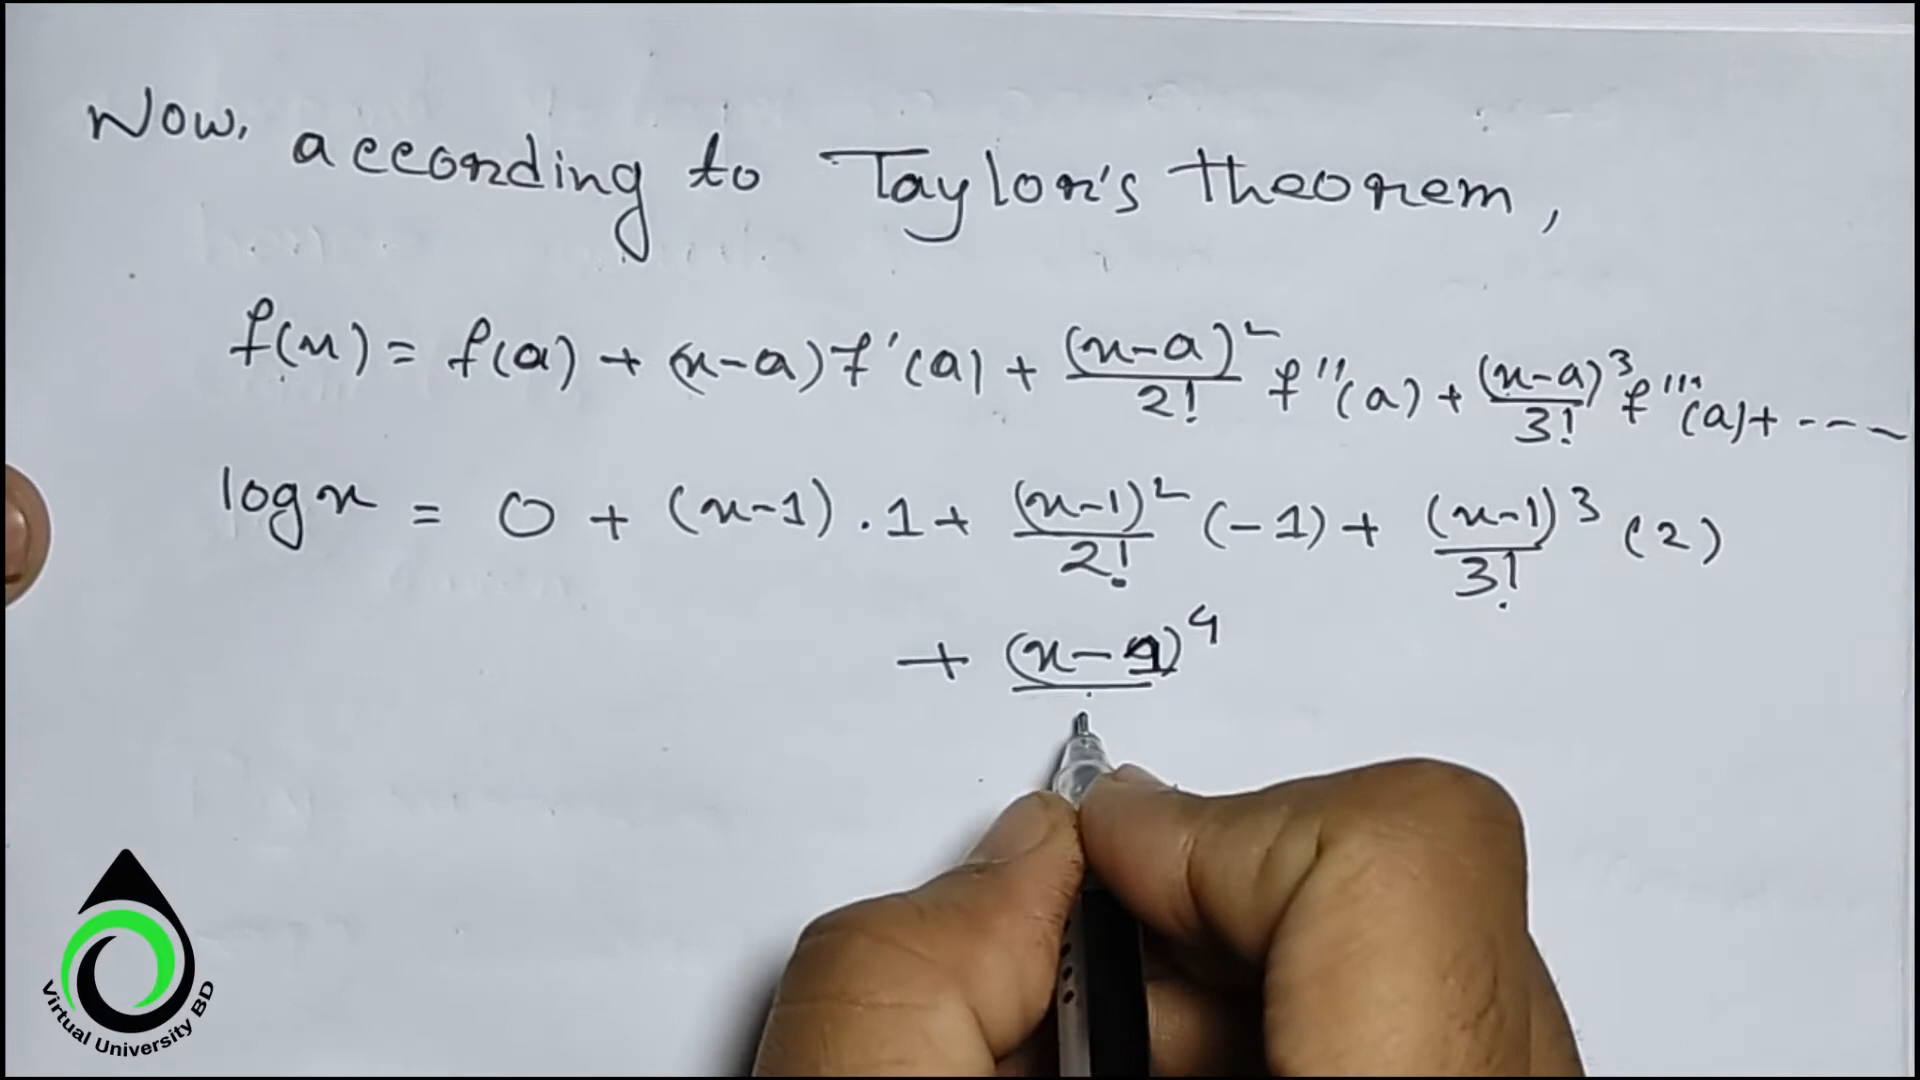 Now, according to Taylor's theorem,
f(x) = f(a) + (x-a) f'(a) + (x-a)²/2! f''(a) + (x-a)³/3! f'''(a) + ----
log x = 0 + (x-1) . 1 + (x-1)²/2! (-1) + (x-1)³/3! (2)
+ (x-1)⁴
Virtual University BD